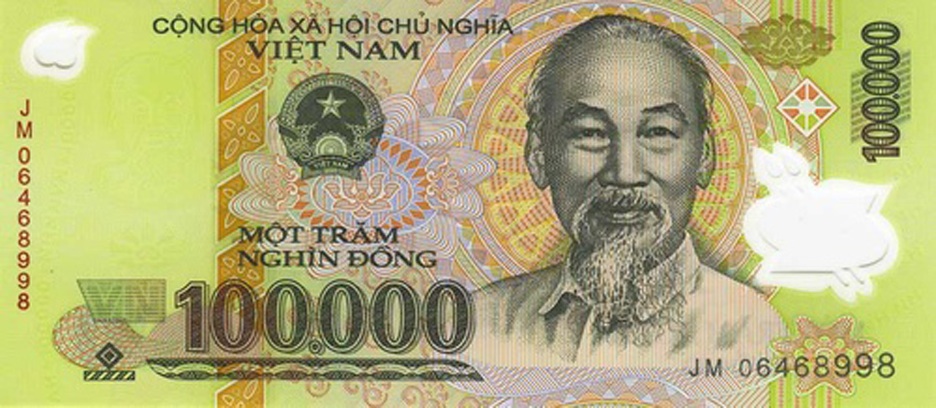 CỘNG HÒA XÃ HỘI CHỦ NGHĨA
VIỆT NAM
100000
JM 06468998
VIỆT NAM
MỘT TRĂM
NGHÌN ĐỒNG
VN
100.000
JM 06468998